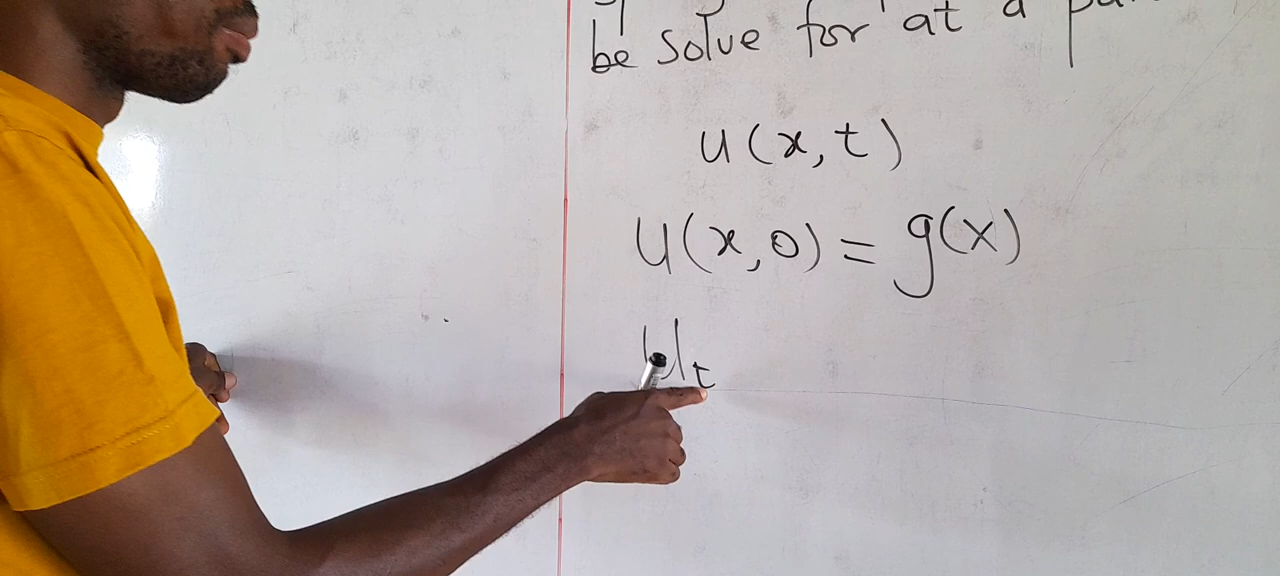 be solve for at a
u(x,t)
u(x,0) = g(x)
u_t